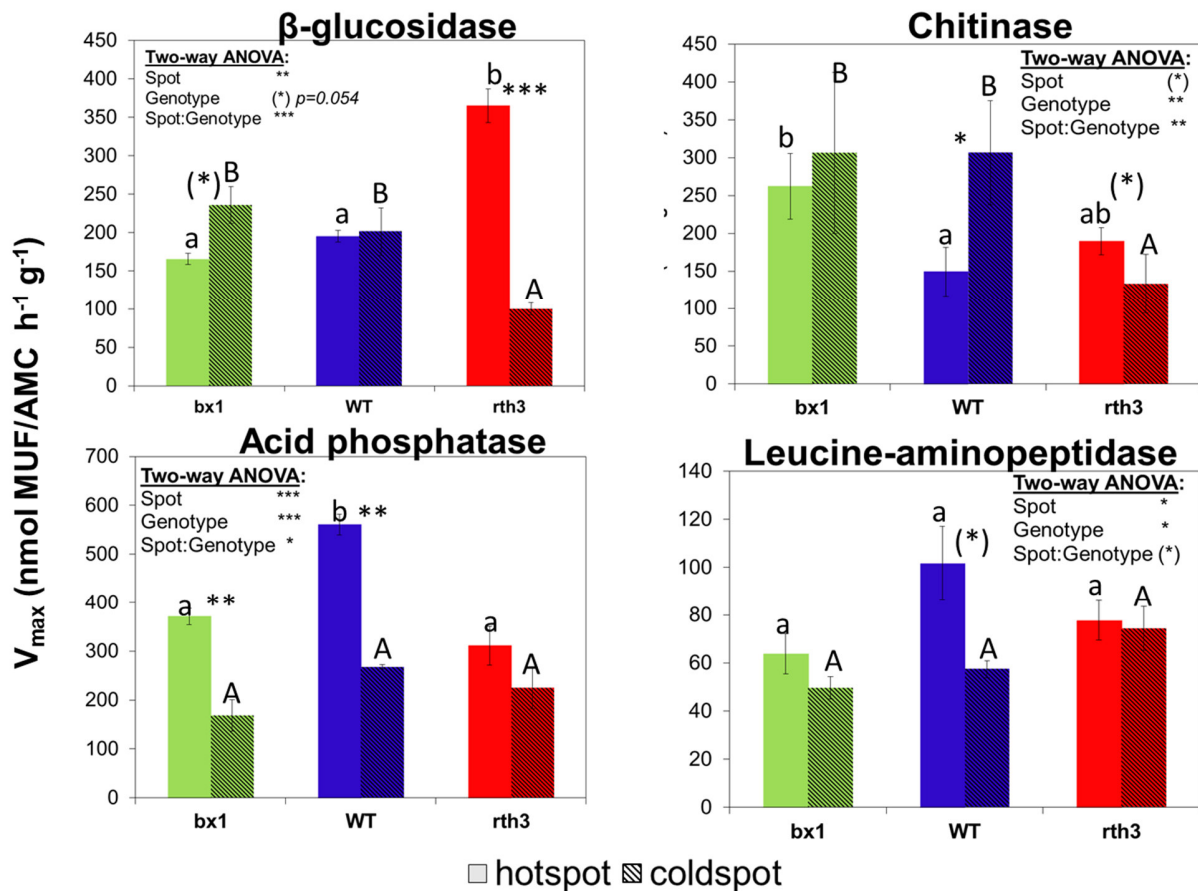 β-glucosidase
450
400
350
300
250
200
150
100
50
0
Two-way ANOVA:
Spot **
Genotype (*) p=0.054
Spot:Genotype ***
(*) B
a
a B
b ***
A
bx1 WT rth3
Chitinase
450
400
350
300
250
200
150
100
50
0
Two-way ANOVA:
Spot (*)
Genotype **
Spot:Genotype **
b B
* B
a
(*)
ab A
bx1 WT rth3
Vmax (nmol MUF/AMC h-1 g-1)
Acid phosphatase
700
600
500
400
300
200
100
0
Two-way ANOVA:
Spot ***
Genotype ***
Spot:Genotype *
a **
A
b **
A
a A
bx1 WT rth3
Leucine-aminopeptidase
140
120
100
80
60
40
20
0
Two-way ANOVA:
Spot *
Genotype *
Spot:Genotype (*)
a A
a (*)
A
a A
bx1 WT rth3
hotspot coldspot